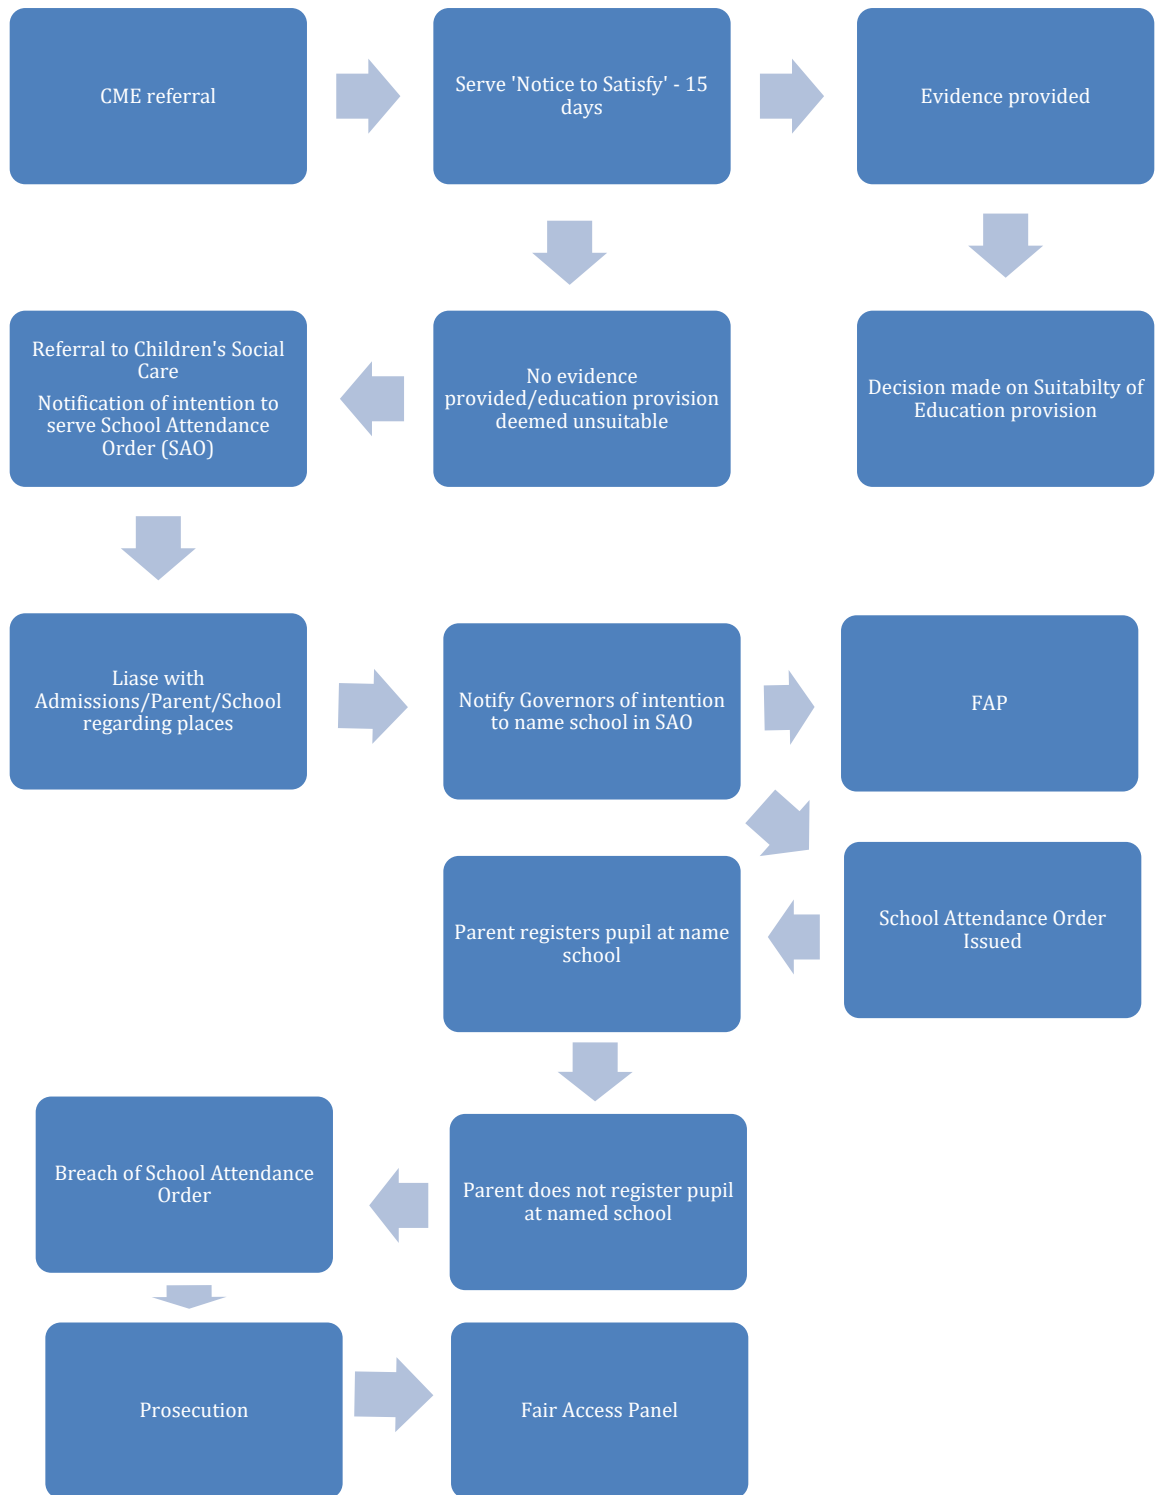 CME referral
Serve 'Notice to Satisfy' - 15
days
Evidence provided
Referral to Children's Social
Care
Notification of intention to
serve School Attendance
Order (SAO)
No evidence
provided/education provision
deemed unsuitable
Decision made on Suitabilty of
Education provision
Liase with
Admissions/Parent/School
regarding places
Notify Governors of intention
to name school in SAO
FAP
Parent registers pupil at name
school
School Attendance Order
Issued
Breach of School Attendance
Order
Parent does not register pupil
at named school
Prosecution
Fair Access Panel